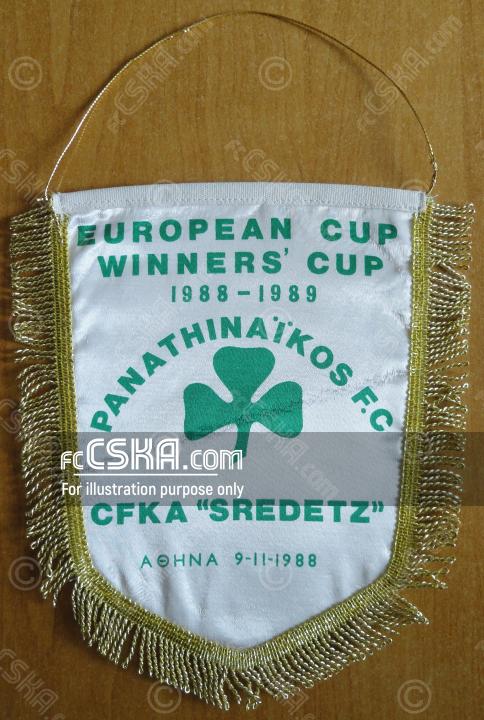 EUROPEAN CUP
WINNERS' CUP
1988-1989
PANATHINAÏKOS F.C
fcCSKA.com
For illustration purpose only
CFKA "SREDETZ"
ΑΘΗΝΑ 9-11-1988